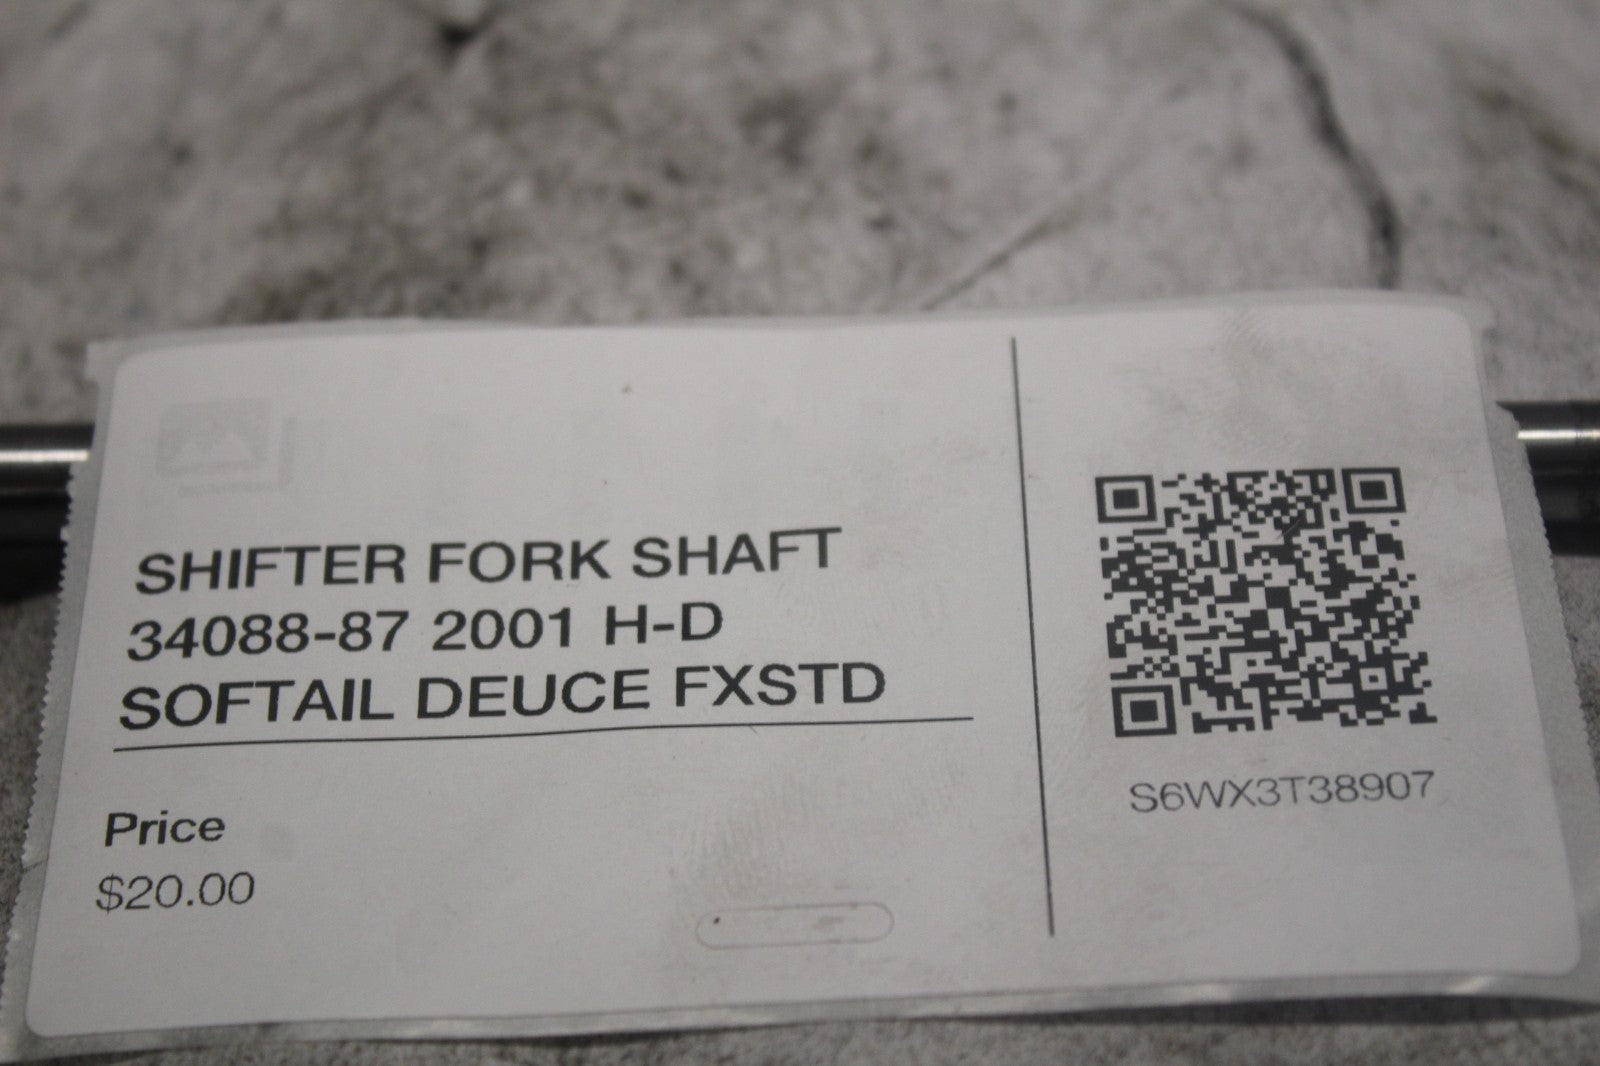 SHIFTER FORK SHAFT
34088-87 2001 H-D
SOFTAIL DEUCE FXSTD
Price
$20.00
S6WX3T38907